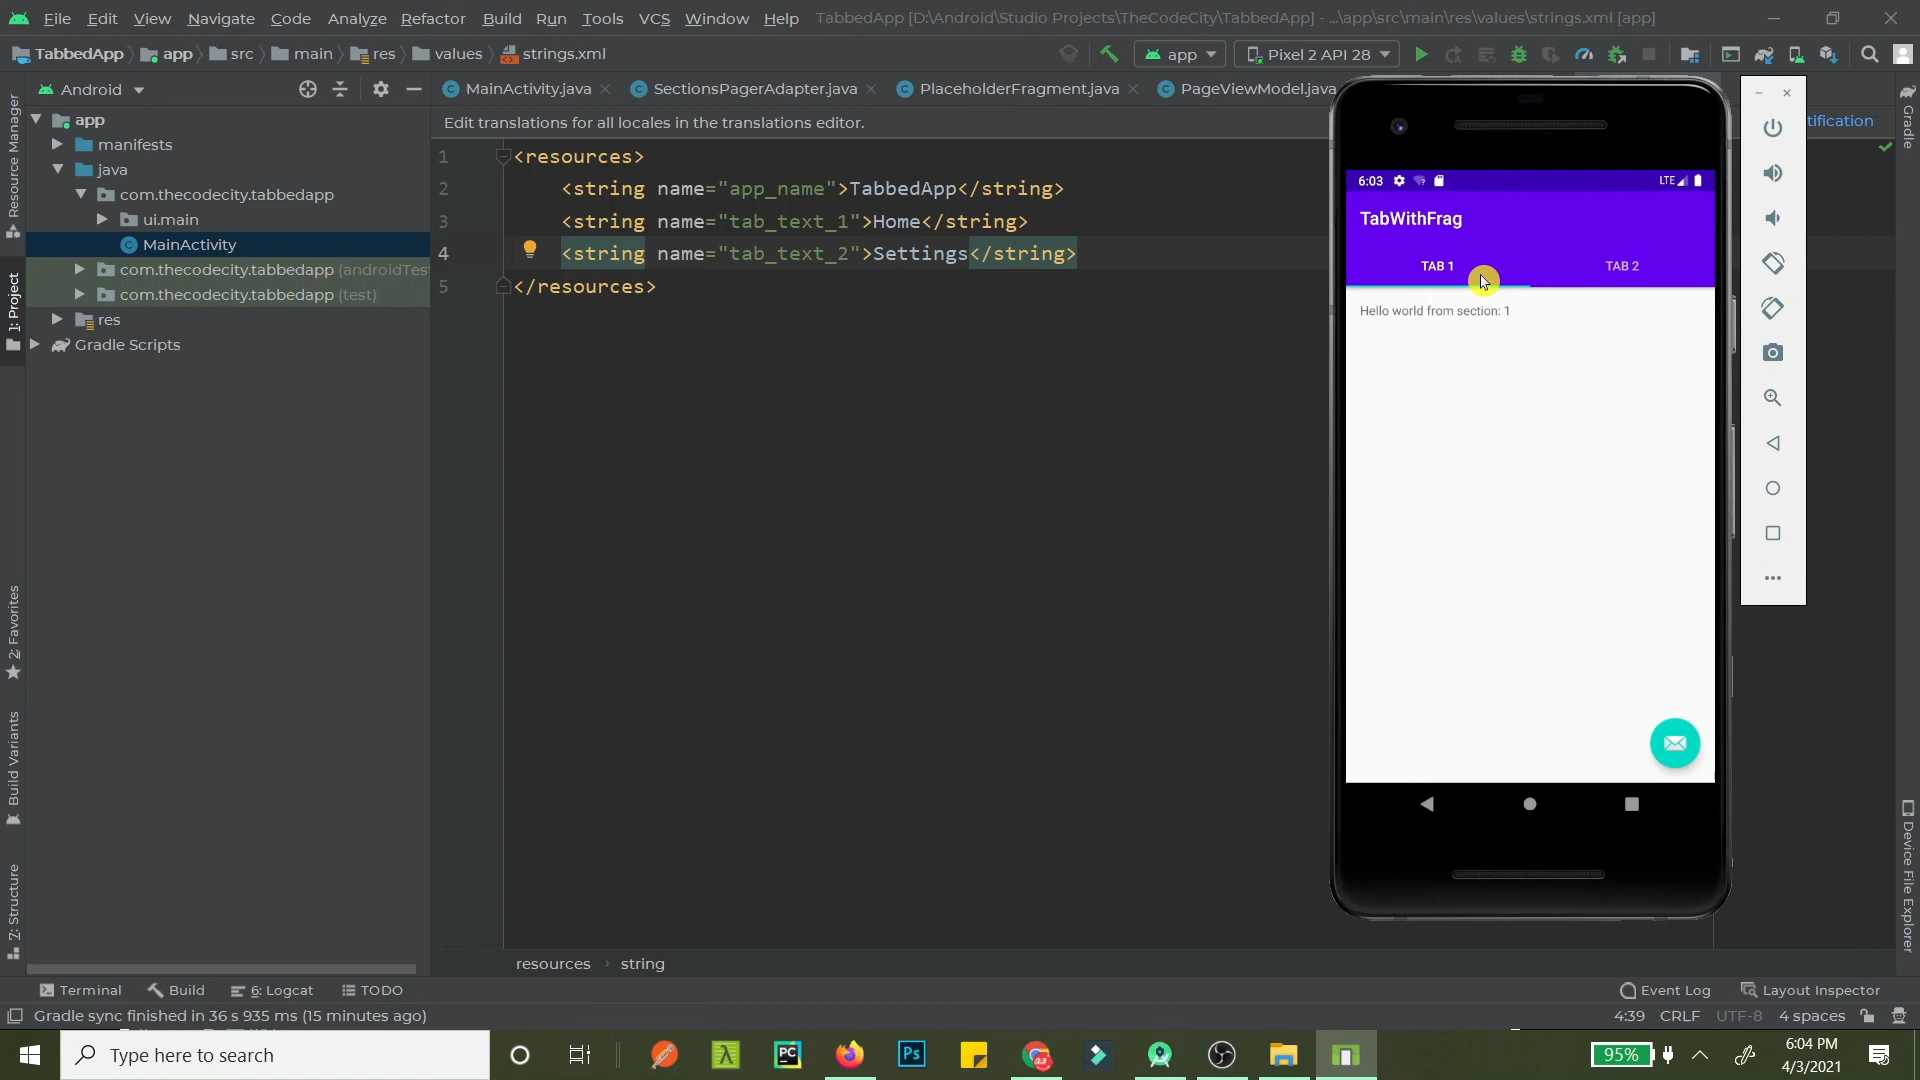 File Edit View Navigate Code Analyze Refactor Build Run Tools VCS Window Help TabbedApp [D:\Android\Studio Projects\TheCodeCity\TabbedApp] - ...\app\src\main\res\values\strings.xml [app]
TabbedApp app src main res values strings.xml app Pixel 2 API 28
Android
MainActivity.java SectionsPagerAdapter.java PlaceholderFragment.java PageViewModel.java
Edit translations for all locales in the translations editor.
tification
app
manifests
java
com.thecodecity.tabbedapp
ui.main
MainActivity
com.thecodecity.tabbedapp (androidTes
com.thecodecity.tabbedapp (test)
res
Gradle Scripts
1 <resources>
2 <string name="app_name">TabbedApp</string>
3 <string name="tab_text_1">Home</string>
4 <string name="tab_text_2">Settings</string>
5 </resources>
6:03 LTE
TabWithFrag
TAB 1 TAB 2
Hello world from section: 1
Resource Manager
1: Project
2: Favorites
Build Variants
7: Structure
Gradle
Device File Explorer
resources › string
Terminal Build 6: Logcat TODO Event Log Layout Inspector
Gradle sync finished in 36 s 935 ms (15 minutes ago) 4:39 CRLF UTF-8 4 spaces
Type here to search
PC
Ps
95%
6:04 PM
4/3/2021